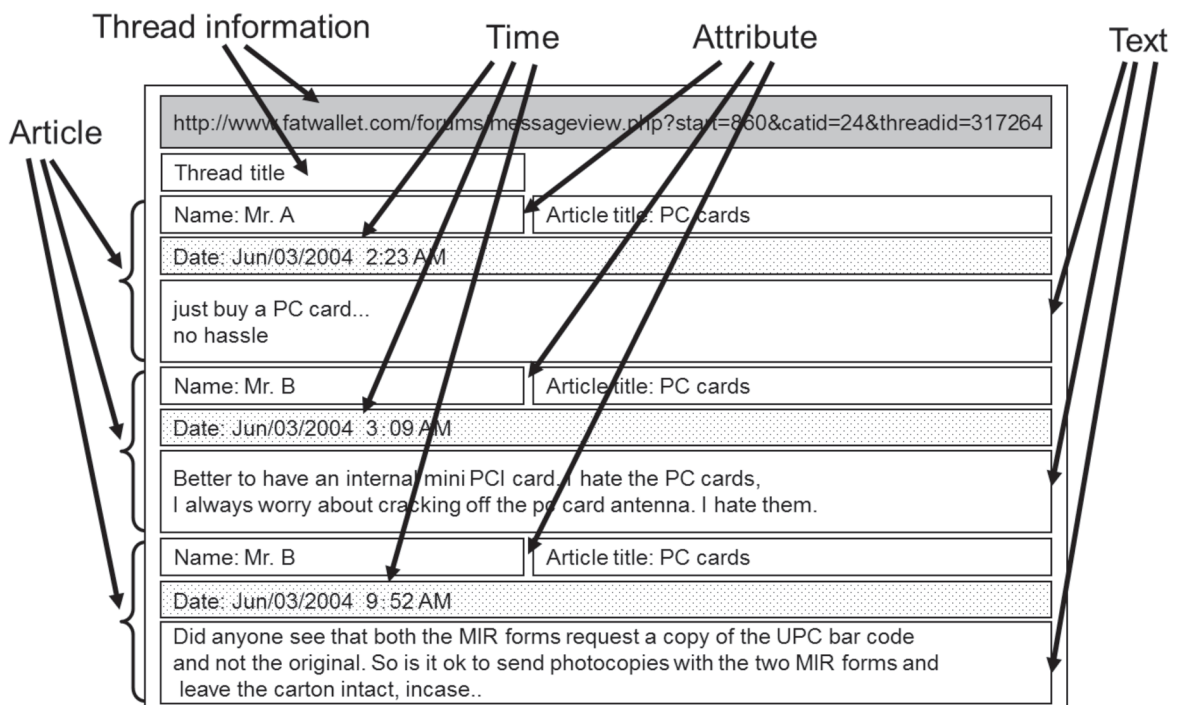 Thread information
Time
Attribute
Text
Article
http://www.fatwallet.com/forums/messageview.php?start=860&catid=24&threadid=317264
Thread title
Name: Mr. A
Article title: PC cards
Date: Jun/03/2004 2:23 AM
just buy a PC card...
no hassle
Name: Mr. B
Article title: PC cards
Date: Jun/03/2004 3:09 AM
Better to have an internal mini PCI card. I hate the PC cards,
I always worry about cracking off the pc card antenna. I hate them.
Name: Mr. B
Article title: PC cards
Date: Jun/03/2004 9:52 AM
Did anyone see that both the MIR forms request a copy of the UPC bar code
and not the original. So is it ok to send photocopies with the two MIR forms and
leave the carton intact, incase..